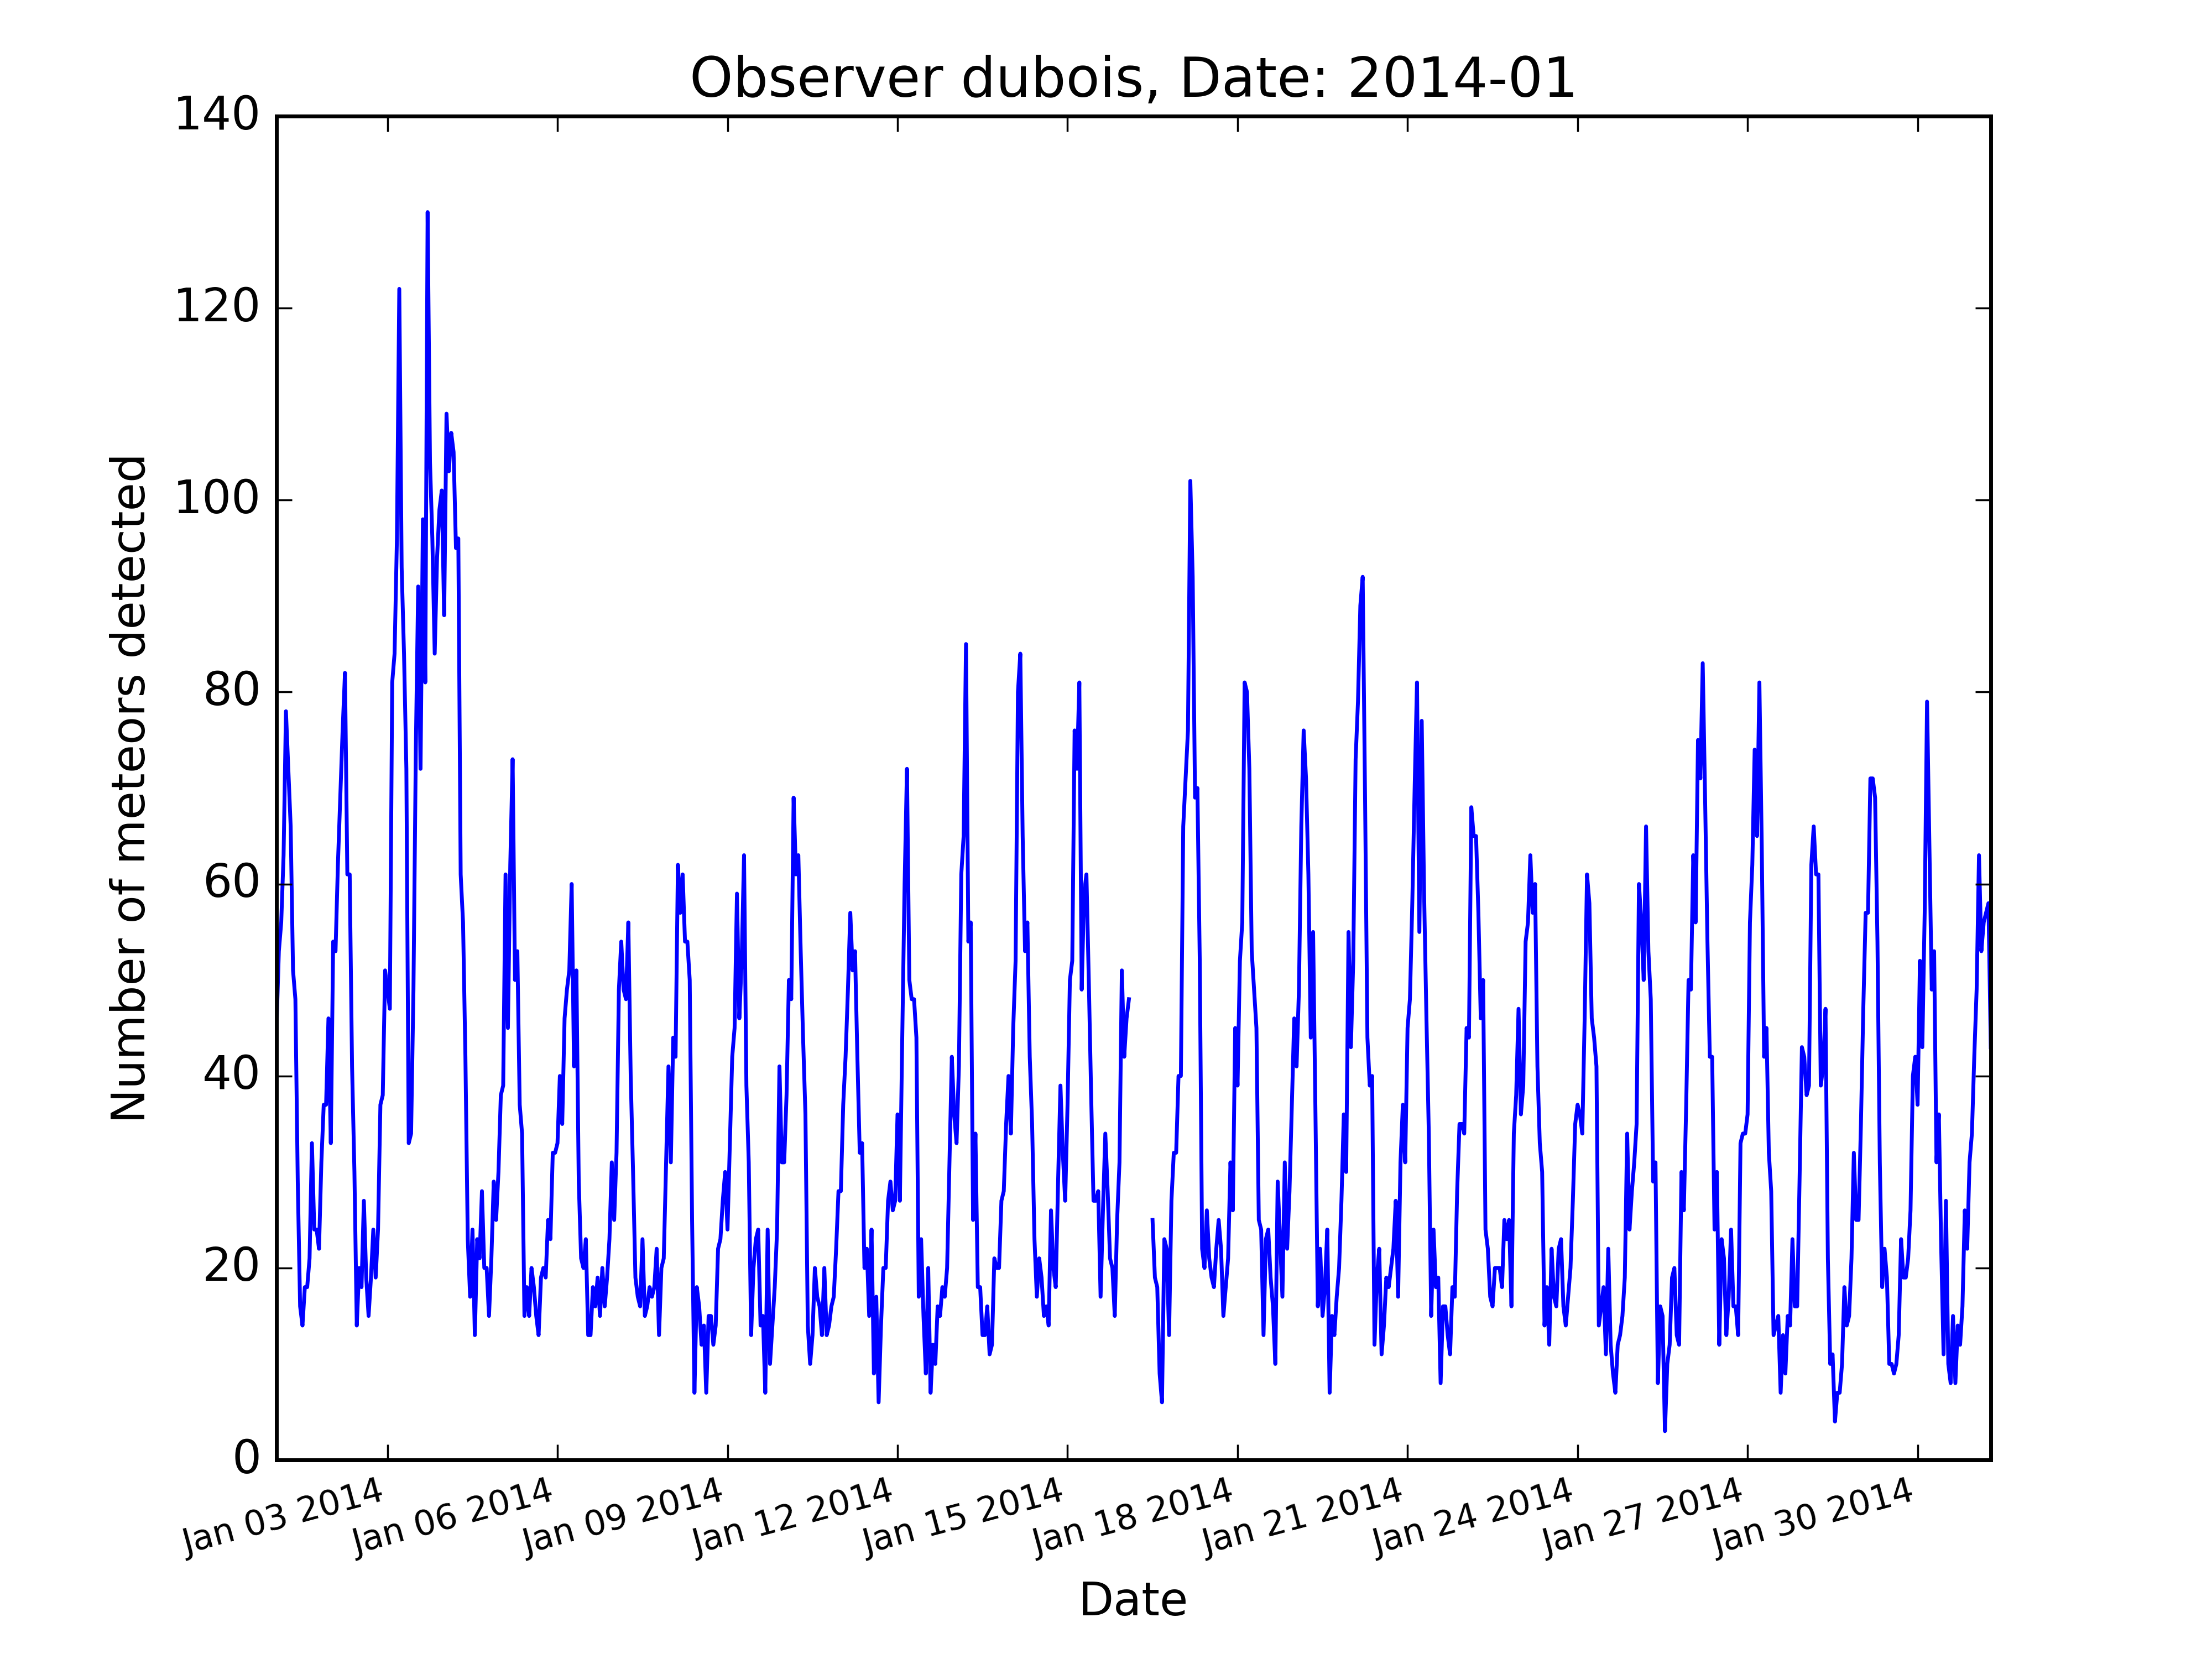 Observer dubois, Date: 2014-01
140
120
100
80
60
40
20
0
Number of meteors detected
Jan 03 2014
Jan 06 2014
Jan 09 2014
Jan 12 2014
Jan 15 2014
Jan 18 2014
Jan 21 2014
Jan 24 2014
Jan 27 2014
Jan 30 2014
Date